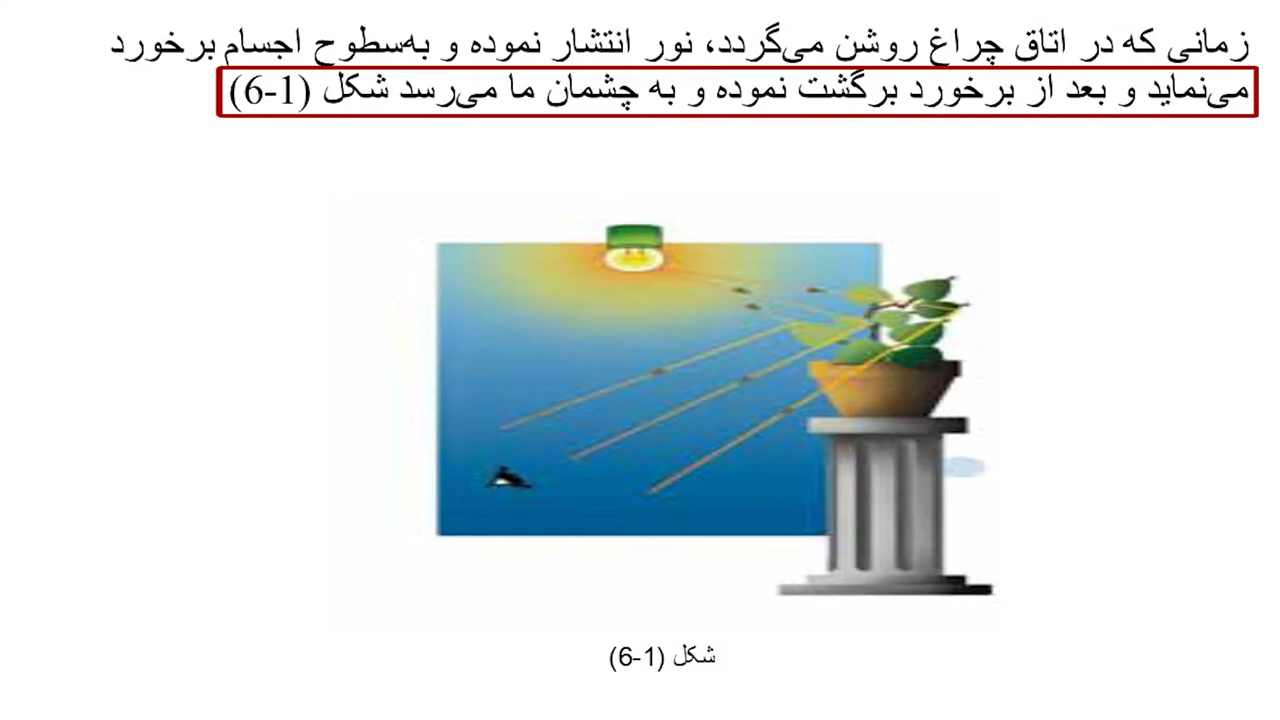 زمانی که در اتاق چراغ روشن می‌گردد، نور انتشار نموده و به‌سطوح اجسام برخورد
می‌نماید و بعد از برخورد برگشت نموده و به چشمان ما می‌رسد شکل (1-6)
شکل (1-6)